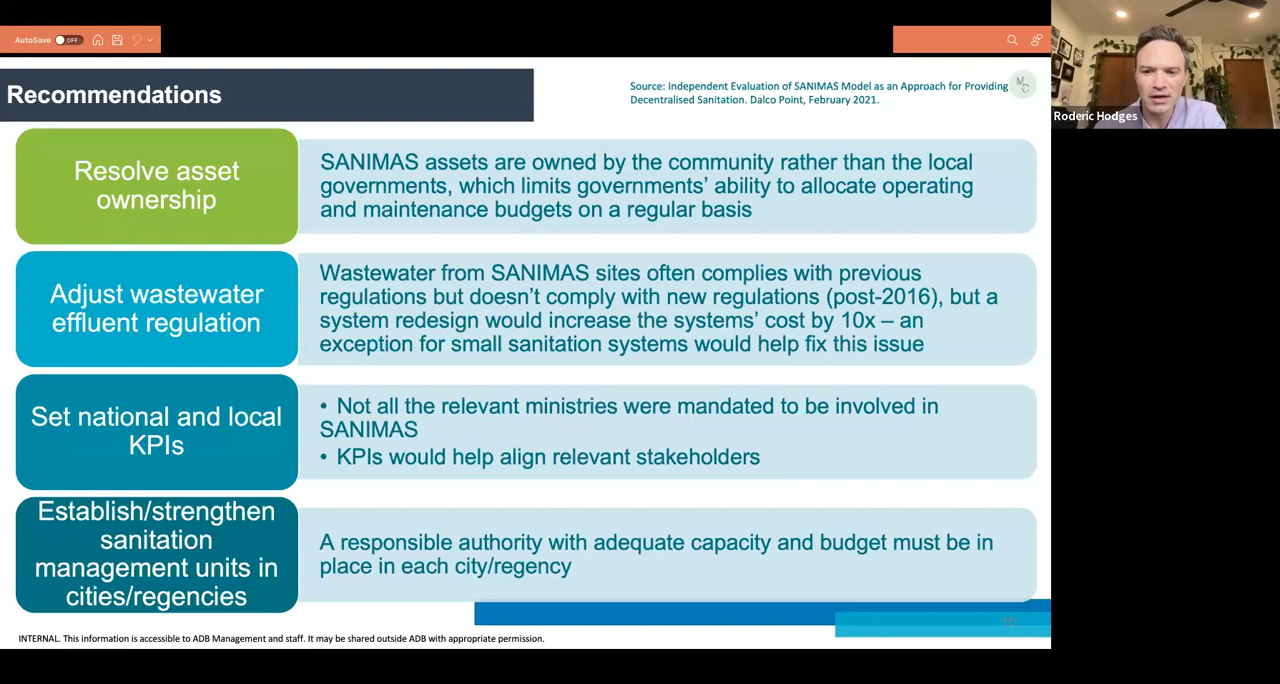 AutoSave OFF
Recommendations
Source: Independent Evaluation of SANIMAS Model as an Approach for Providing
Decentralised Sanitation. Dalco Point, February 2021.
MC
Roderic Hodges
Resolve asset
ownership
SANIMAS assets are owned by the community rather than the local
governments, which limits governments’ ability to allocate operating
and maintenance budgets on a regular basis
Adjust wastewater
effluent regulation
Wastewater from SANIMAS sites often complies with previous
regulations but doesn’t comply with new regulations (post-2016), but a
system redesign would increase the systems’ cost by 10x – an
exception for small sanitation systems would help fix this issue
Set national and local
KPIs
• Not all the relevant ministries were mandated to be involved in
SANIMAS
• KPIs would help align relevant stakeholders
Establish/strengthen
sanitation
management units in
cities/regencies
A responsible authority with adequate capacity and budget must be in
place in each city/regency
INTERNAL. This information is accessible to ADB Management and staff. It may be shared outside ADB with appropriate permission.